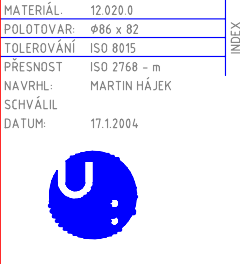 MATERIÁL: 12.020.0
POLOTOVAR: φ86 x 82
TOLEROVÁNÍ ISO 8015
PŘESNOST ISO 2768 - m
NAVRHL: MARTIN HÁJEK
SCHVÁLIL
DATUM: 17.1.2004
INDEX
U: